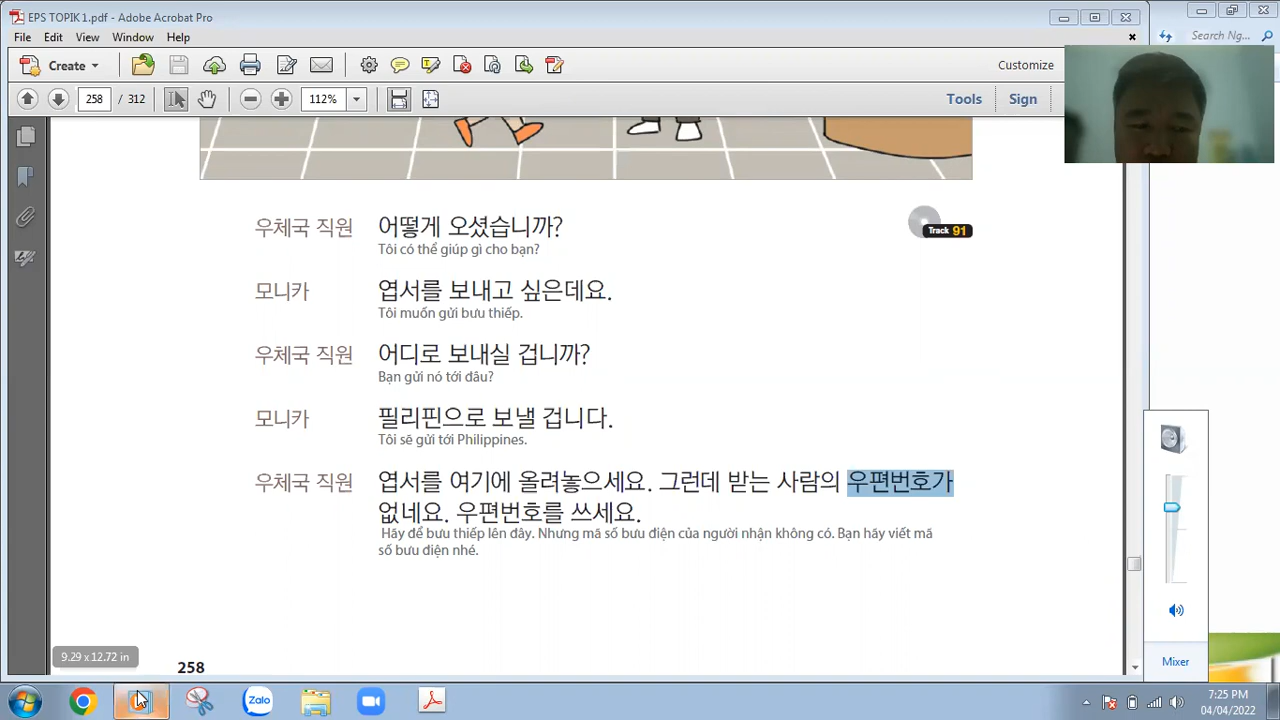 EPS TOPIK 1.pdf - Adobe Acrobat Pro
File Edit View Window Help
Search Ng...
Create
Customize
258 / 312
112%
Tools Sign
우체국 직원 어떻게 오셨습니까?
Tôi có thể giúp gì cho bạn?
Track 91
모니카 엽서를 보내고 싶은데요.
Tôi muốn gửi bưu thiếp.
우체국 직원 어디로 보내실 겁니까?
Bạn gửi nó tới đâu?
모니카 필리핀으로 보낼 겁니다.
Tôi sẽ gửi tới Philippines.
우체국 직원 엽서를 여기에 올려놓으세요. 그런데 받는 사람의 우편번호가
없네요. 우편번호를 쓰세요.
Hãy để bưu thiếp lên đây. Nhưng mã số bưu điện của người nhận không có. Bạn hãy viết mã
số bưu điện nhé.
9.29 x 12.72 in
258
Mixer
Zalo
7:25 PM
04/04/2022